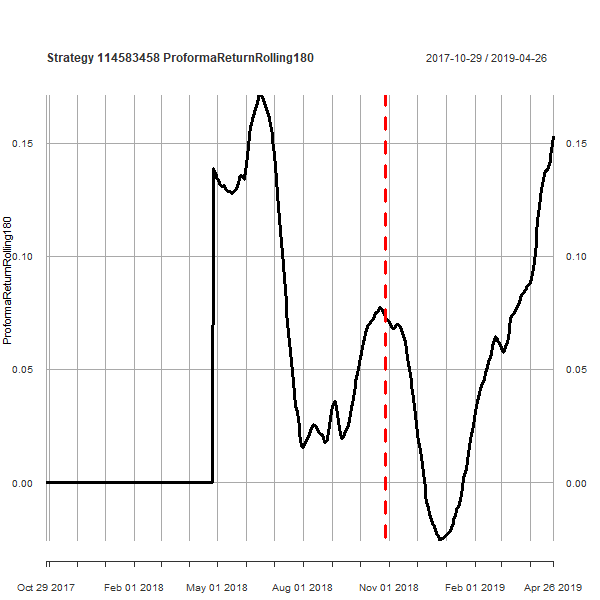 Strategy 114583458 ProformaReturnRolling180
2017-10-29 / 2019-04-26
ProformaReturnRolling180
0.15
0.15
0.10
0.10
0.05
0.05
0.00
0.00
Oct 29 2017
Feb 01 2018
May 01 2018
Aug 01 2018
Nov 01 2018
Feb 01 2019
Apr 26 2019